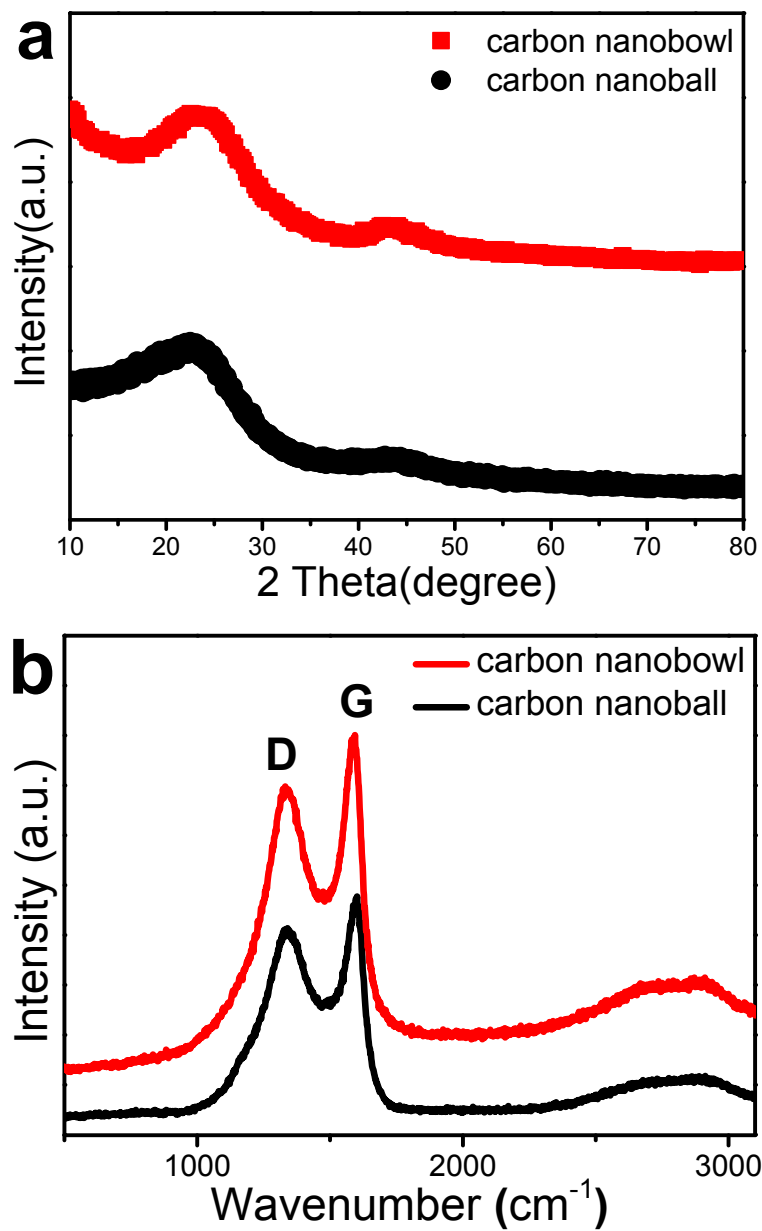 a
carbon nanobowl
carbon nanoball
Intensity(a.u.)
10 20 30 40 50 60 70 80
2 Theta(degree)
b
carbon nanobowl
carbon nanoball
D
G
Intensity (a.u.)
1000 2000 3000
Wavenumber (cm⁻¹)